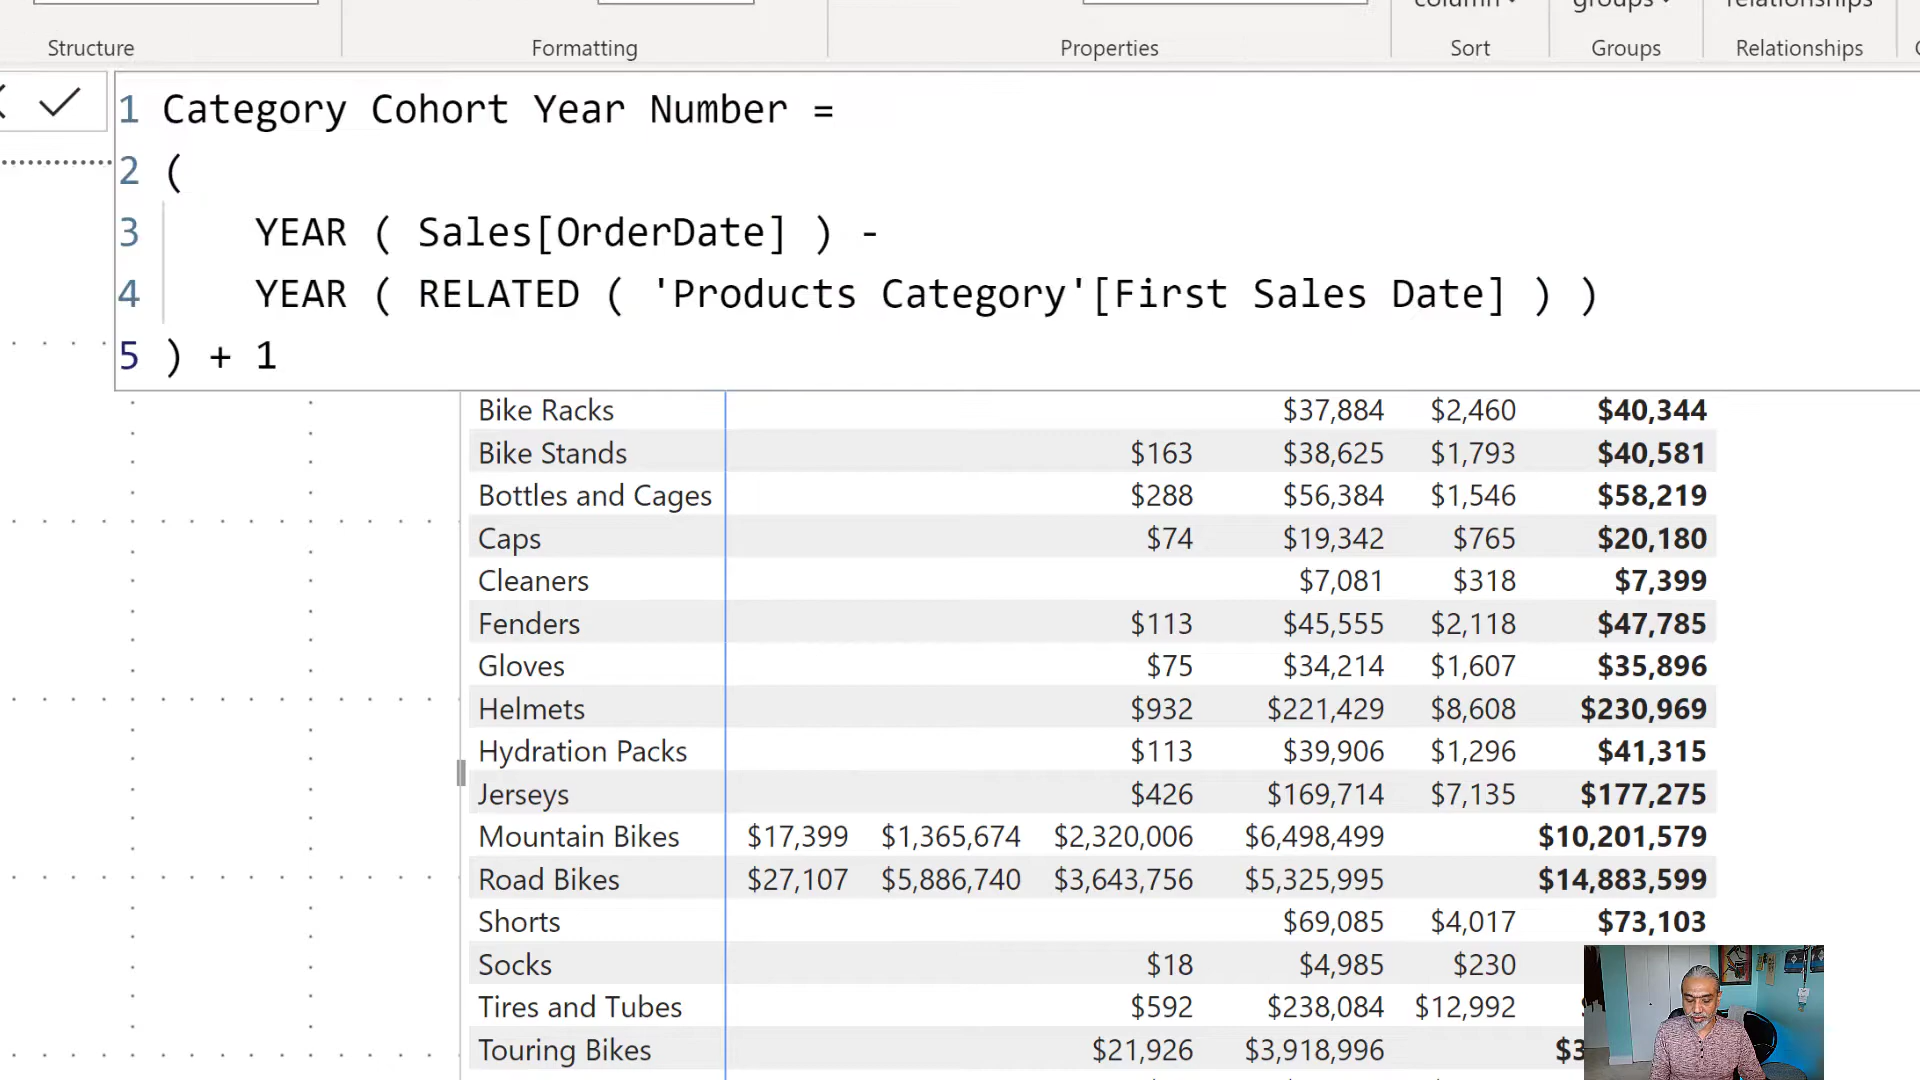 column
groups
relationships
Structure
Formatting
Properties
Sort
Groups
Relationships
1 Category Cohort Year Number =
2 (
3 YEAR ( Sales[OrderDate] ) -
4 YEAR ( RELATED ( 'Products Category'[First Sales Date] ) )
5 ) + 1
Bike Racks $37,884 $2,460 $40,344
Bike Stands $163 $38,625 $1,793 $40,581
Bottles and Cages $288 $56,384 $1,546 $58,219
Caps $74 $19,342 $765 $20,180
Cleaners $7,081 $318 $7,399
Fenders $113 $45,555 $2,118 $47,785
Gloves $75 $34,214 $1,607 $35,896
Helmets $932 $221,429 $8,608 $230,969
Hydration Packs $113 $39,906 $1,296 $41,315
Jerseys $426 $169,714 $7,135 $177,275
Mountain Bikes $17,399 $1,365,674 $2,320,006 $6,498,499 $10,201,579
Road Bikes $27,107 $5,886,740 $3,643,756 $5,325,995 $14,883,599
Shorts $69,085 $4,017 $73,103
Socks $18 $4,985 $230
Tires and Tubes $592 $238,084 $12,992
Touring Bikes $21,926 $3,918,996